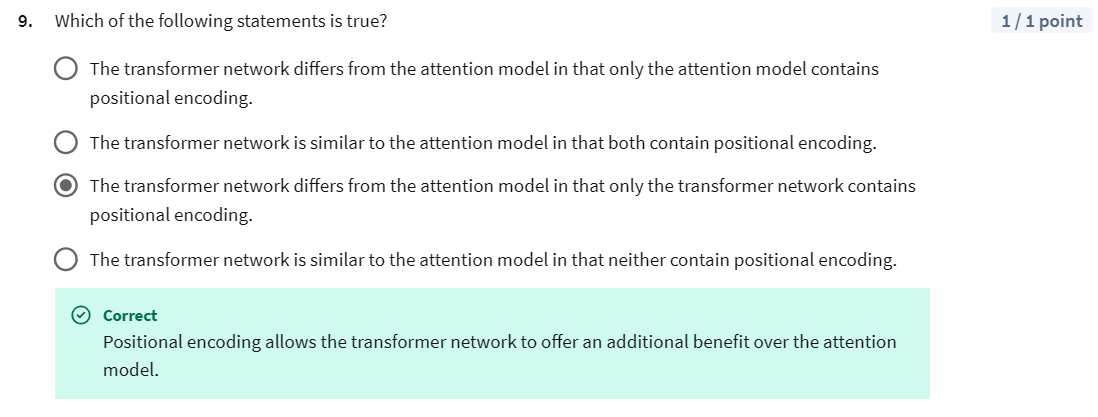 9. Which of the following statements is true? 1 / 1 point
The transformer network differs from the attention model in that only the attention model contains
positional encoding.
The transformer network is similar to the attention model in that both contain positional encoding.
The transformer network differs from the attention model in that only the transformer network contains
positional encoding.
The transformer network is similar to the attention model in that neither contain positional encoding.
Correct
Positional encoding allows the transformer network to offer an additional benefit over the attention
model.